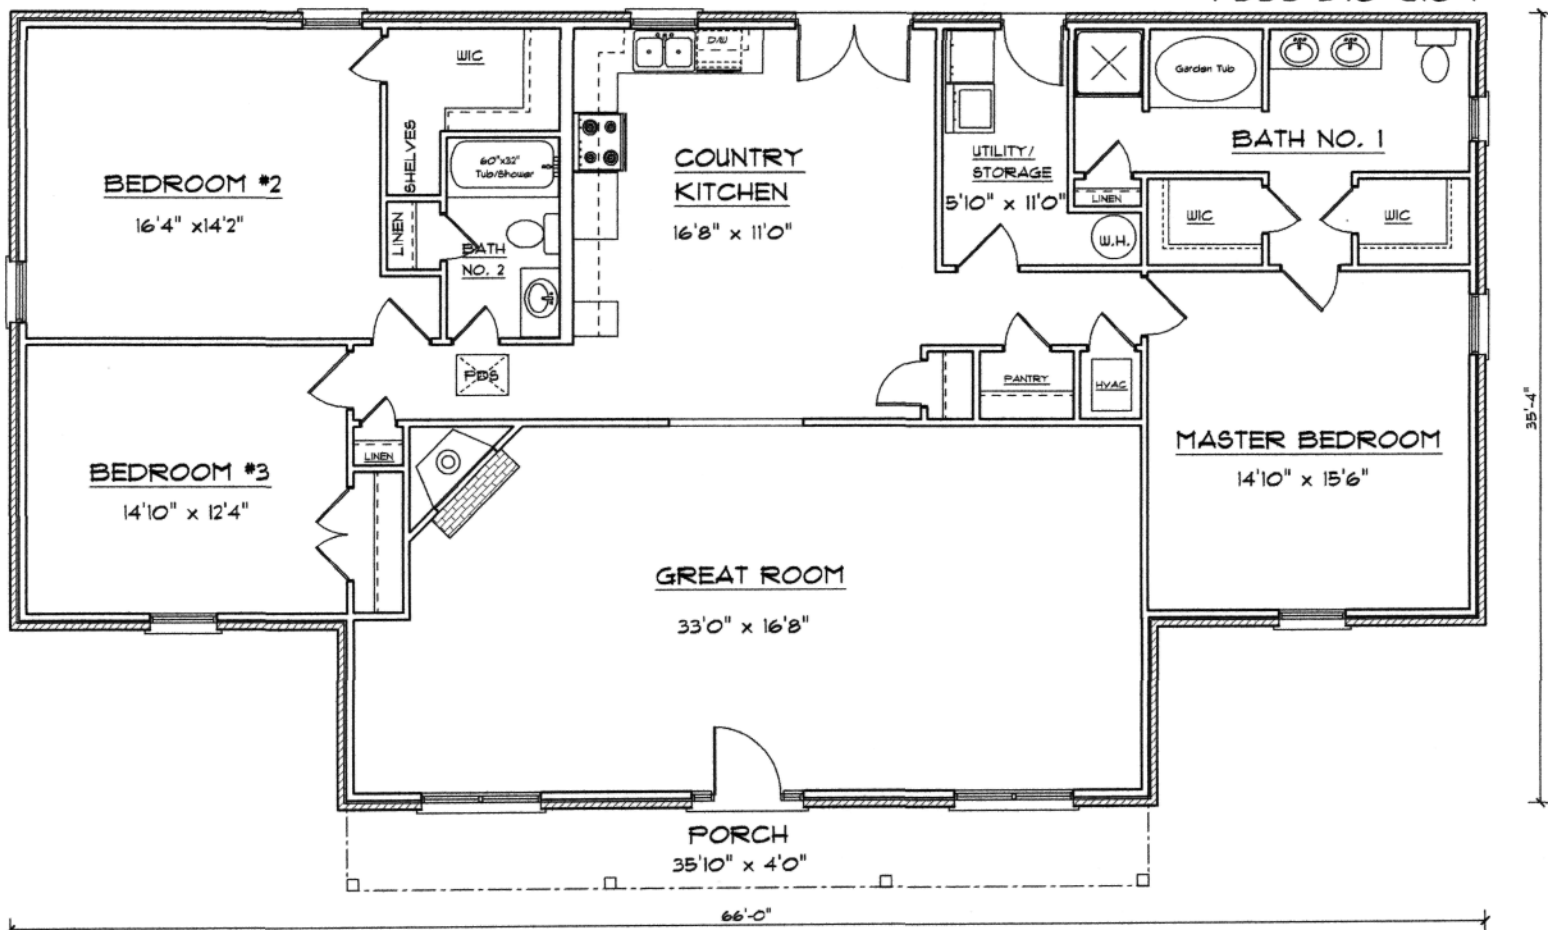 WIC
D/W
Garden Tub
BATH NO. 1
SHELVES
60"x32"
Tub/Shower
COUNTRY
KITCHEN
16'8" x 11'0"
UTILITY/
STORAGE
5'10" x 11'0"
LINEN
WIC
WIC
W.H.
BEDROOM #2
16'4" x14'2"
LINEN
BATH
NO. 2
PDS
PANTRY
HVAC
35'-4"
BEDROOM #3
14'10" x 12'4"
LINEN
MASTER BEDROOM
14'10" x 15'6"
GREAT ROOM
33'0" x 16'8"
PORCH
35'10" x 4'0"
66'-0"